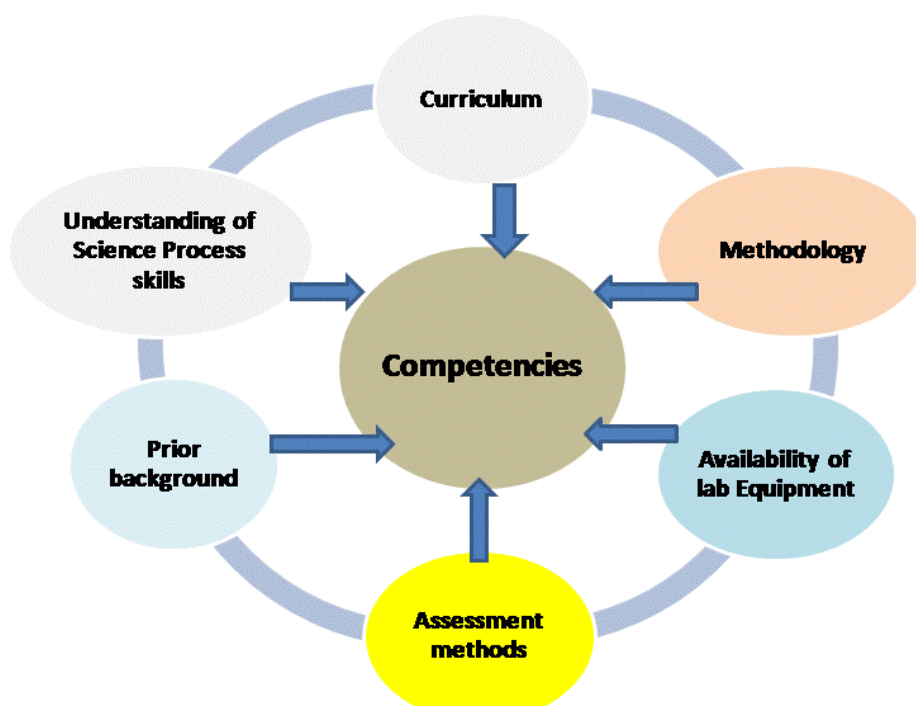 Curriculum
Understanding of
Science Process
skills
Methodology
Competencies
Prior
background
Availability of
lab Equipment
Assessment
methods